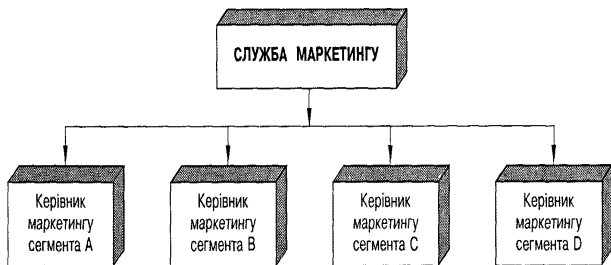 СЛУЖБА МАРКЕТИНГУ
Керівник
маркетингу
сегмента A
Керівник
маркетингу
сегмента B
Керівник
маркетингу
сегмента C
Керівник
маркетингу
сегмента D